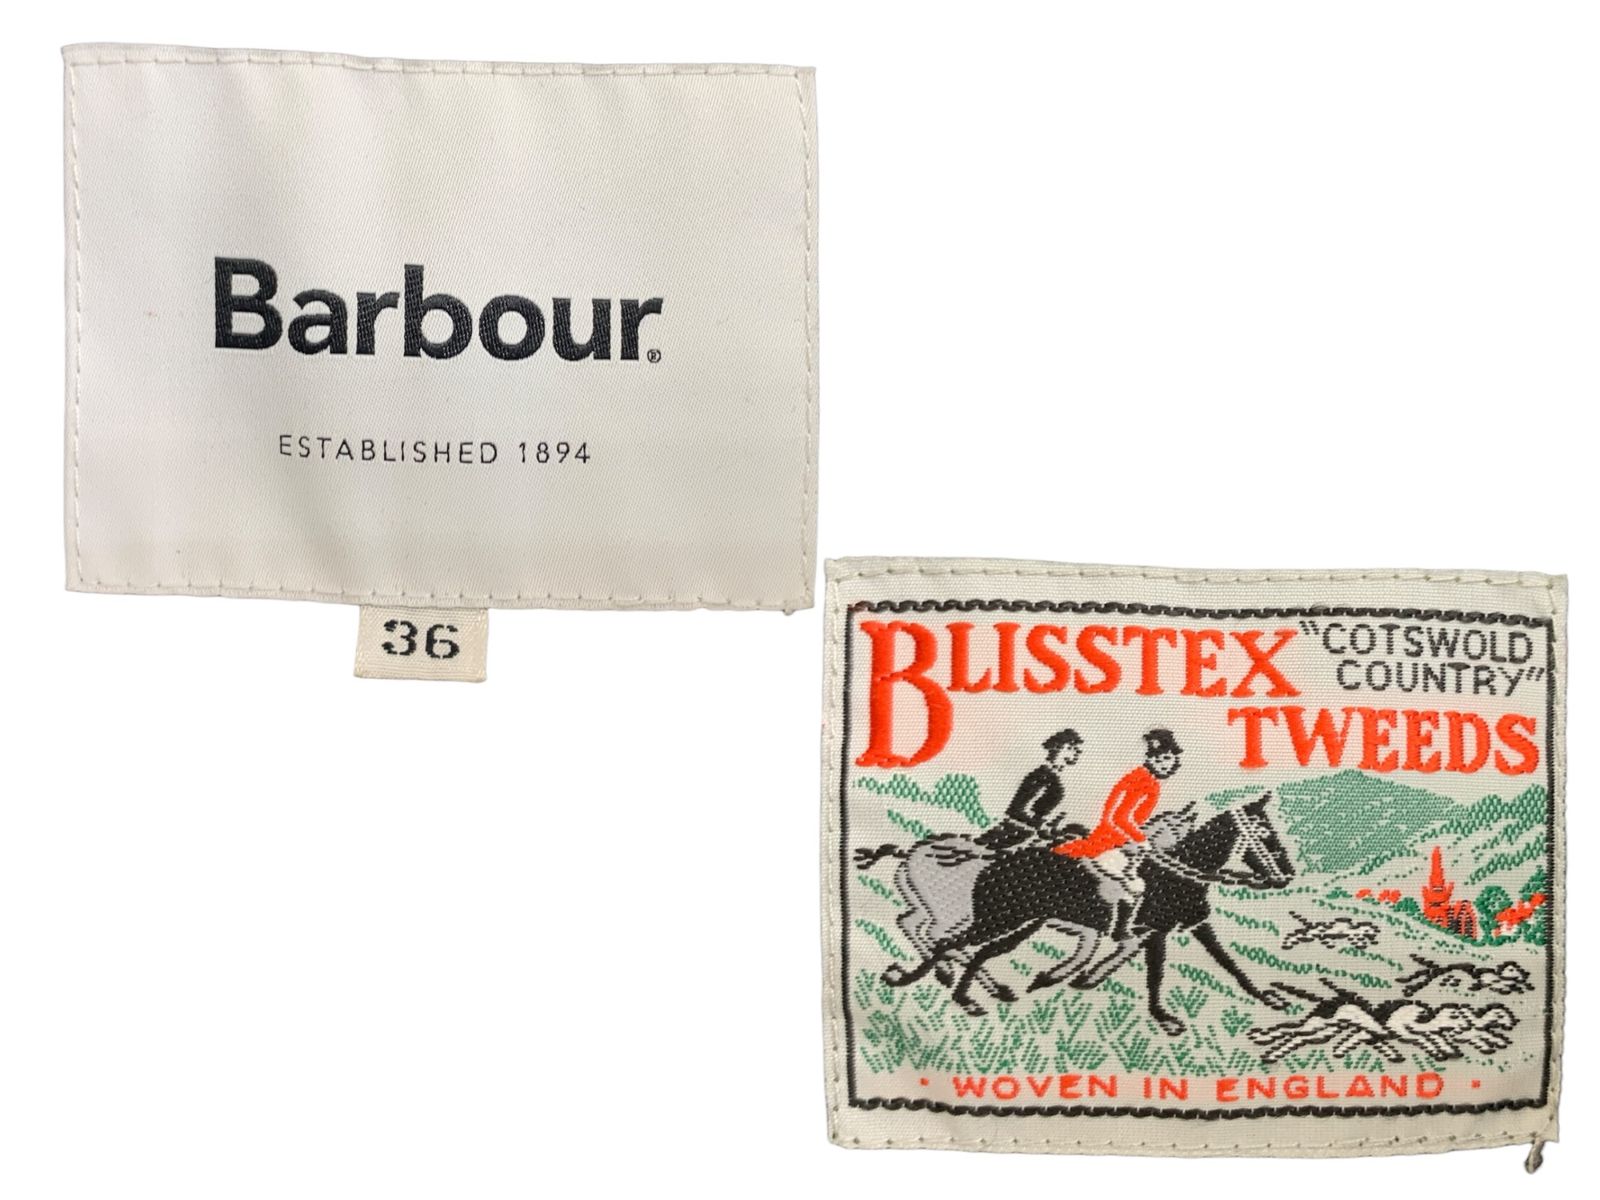 Barbour®
ESTABLISHED 1894
36
BLISSTEX "COTSWOLD
COUNTRY"
TWEEDS
· WOVEN IN ENGLAND ·